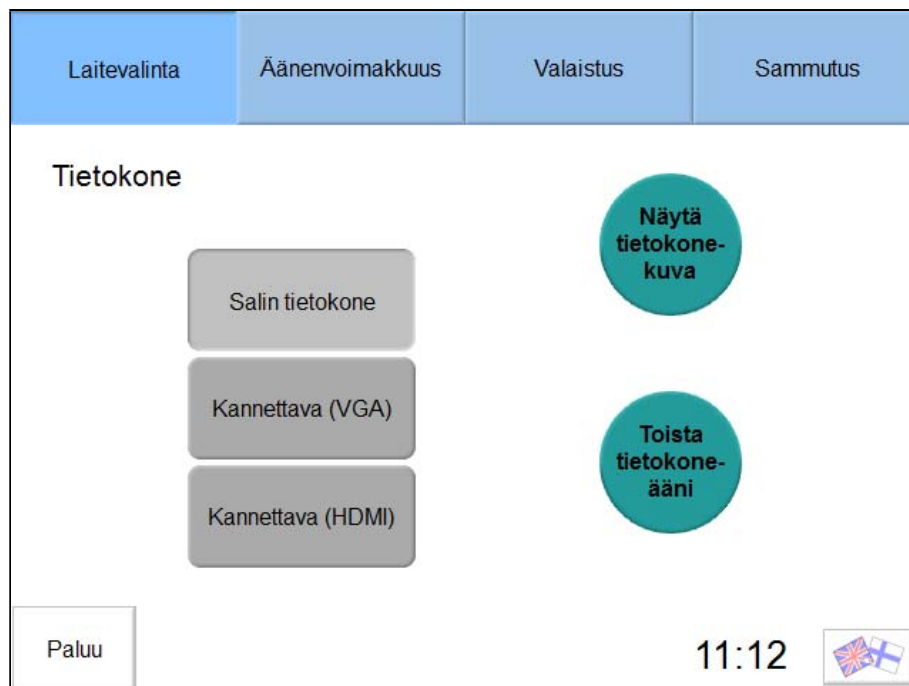 Laitevalinta
Äänenvoimakkuus
Valaistus
Sammutus
Tietokone
Näytä
tietokone-
kuva
Salin tietokone
Kannettava (VGA)
Kannettava (HDMI)
Toista
tietokone-
ääni
Paluu
11:12